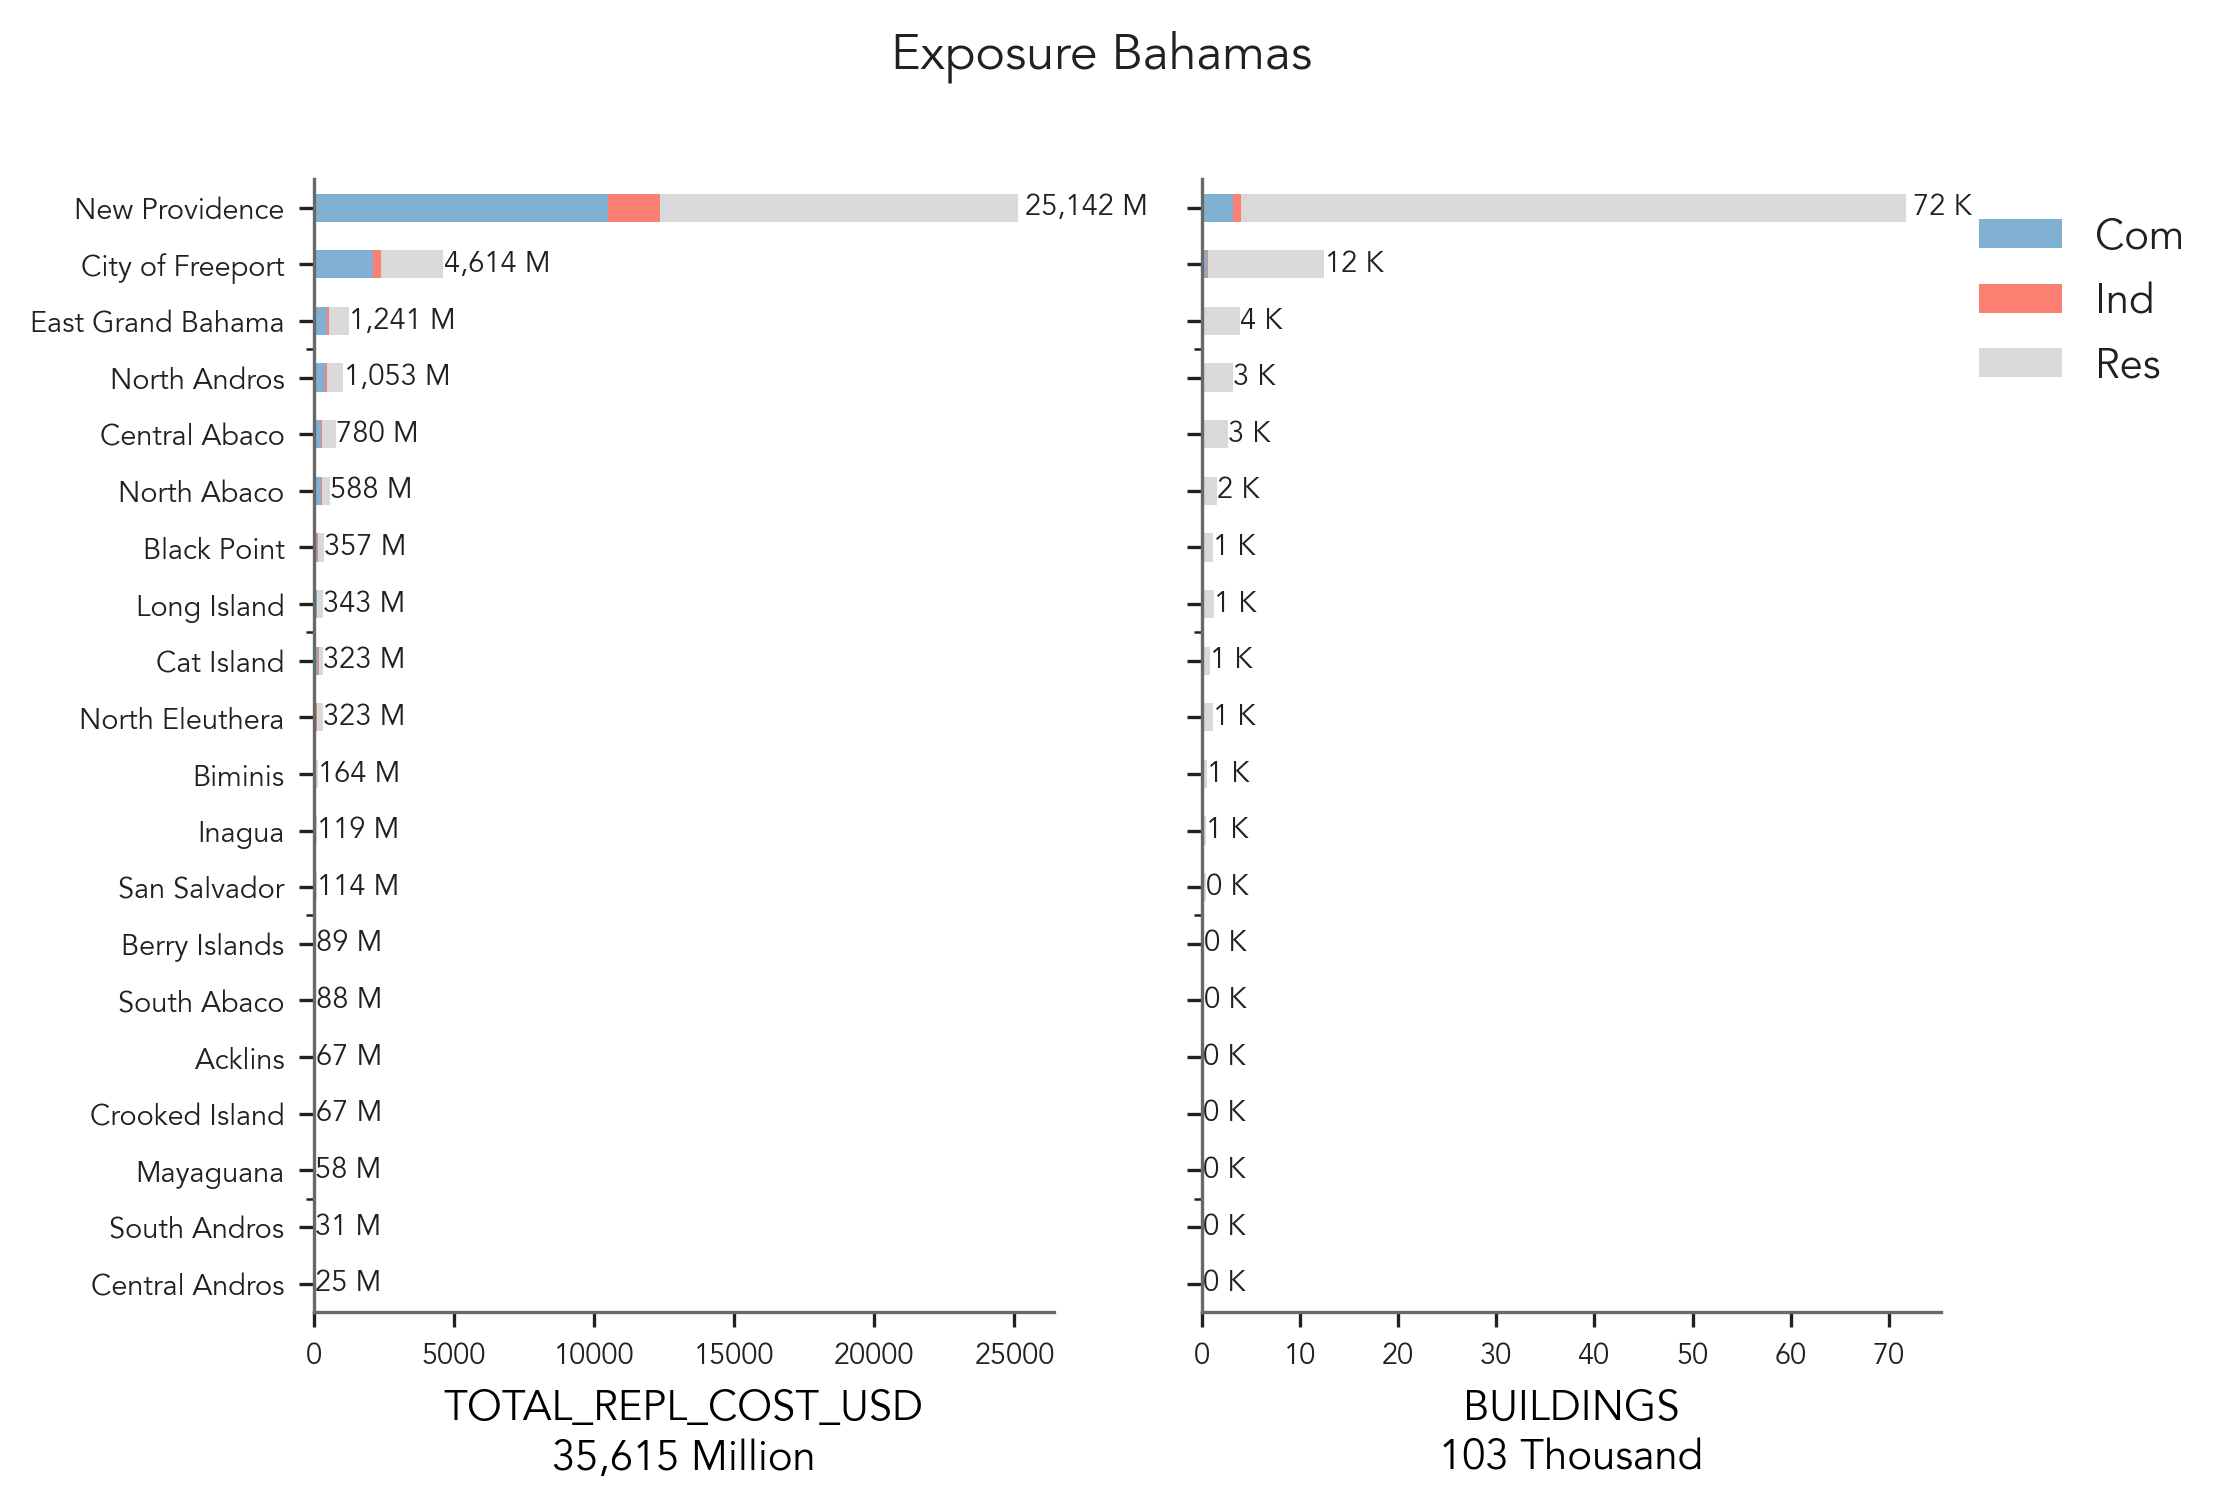 Exposure Bahamas
New Providence 25,142 M 72 K
City of Freeport 4,614 M 12 K
East Grand Bahama 1,241 M 4 K
North Andros 1,053 M 3 K
Central Abaco 780 M 3 K
North Abaco 588 M 2 K
Black Point 357 M 1 K
Long Island 343 M 1 K
Cat Island 323 M 1 K
North Eleuthera 323 M 1 K
Biminis 164 M 1 K
Inagua 119 M 1 K
San Salvador 114 M 0 K
Berry Islands 89 M 0 K
South Abaco 88 M 0 K
Acklins 67 M 0 K
Crooked Island 67 M 0 K
Mayaguana 58 M 0 K
South Andros 31 M 0 K
Central Andros 25 M 0 K
0 5000 10000 15000 20000 25000
TOTAL_REPL_COST_USD
35,615 Million
0 10 20 30 40 50 60 70
BUILDINGS
103 Thousand
Com
Ind
Res